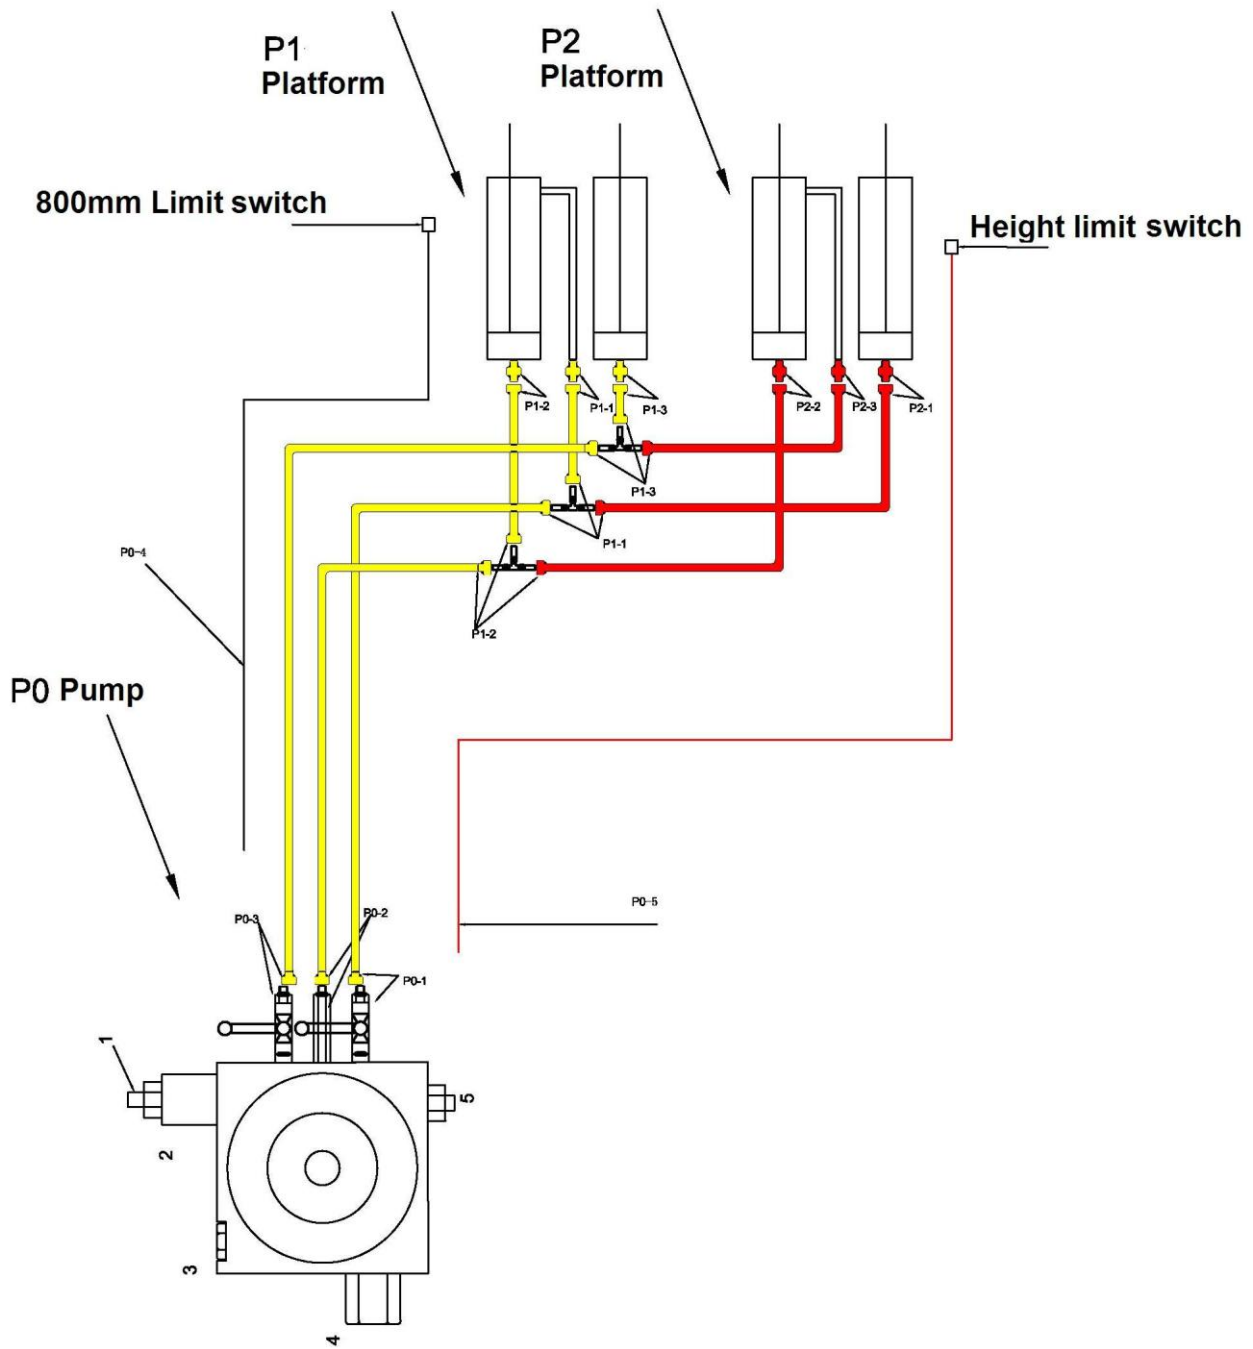 P1
Platform
P2
Platform
800mm Limit switch
Height limit switch
P1-2
P1-1
P1-3
P2-2
P2-3
P2-1
P1-3
P1-1
P1-2
P0-4
P0 Pump
P0-3
P0-2
P0-1
P0-5
1
2
3
4
5